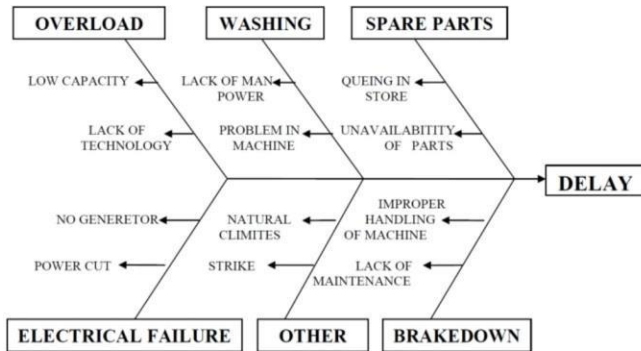 OVERLOAD
WASHING
SPARE PARTS
LOW CAPACITY
LACK OF MAN
POWER
QUEING IN
STORE
LACK OF
TECHNOLOGY
PROBLEM IN
MACHINE
UNAVAILABITITY
OF PARTS
DELAY
NO GENERETOR
NATURAL
CLIMITES
IMPROPER
HANDLING
OF MACHINE
POWER CUT
STRIKE
LACK OF
MAINTENANCE
ELECTRICAL FAILURE
OTHER
BRAKEDOWN